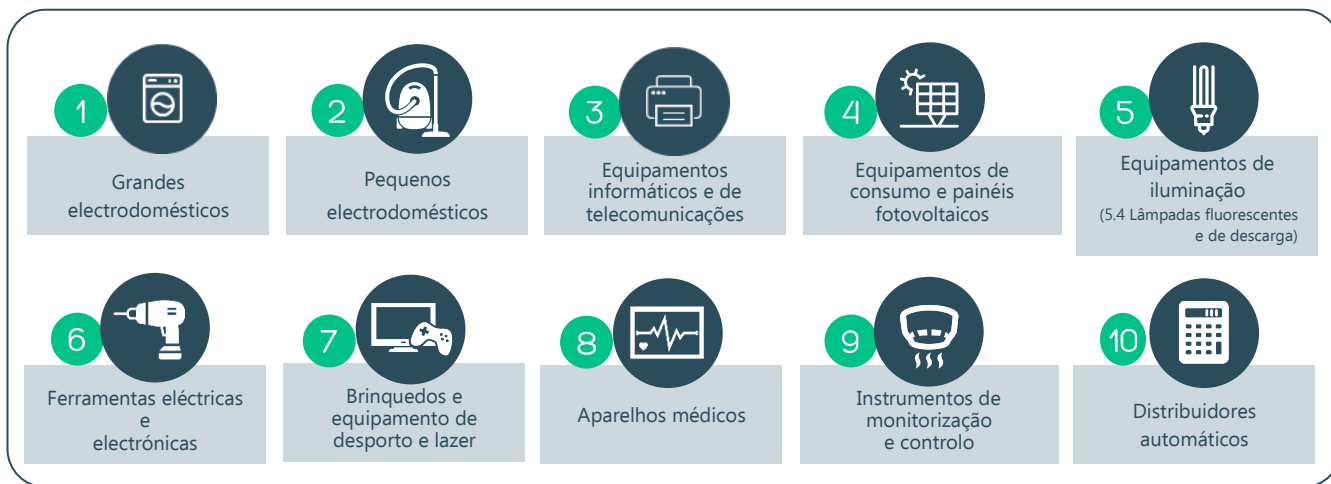 1
Grandes
electrodomésticos
2
Pequenos
electrodomésticos
3
Equipamentos
informáticos e de
telecomunicações
4
Equipamentos de
consumo e painéis
fotovoltaicos
5
Equipamentos de
iluminação
(5.4 Lâmpadas fluorescentes
e de descarga)
6
Ferramentas eléctricas
e
electrónicas
7
Brinquedos e
equipamento de
desporto e lazer
8
Aparelhos médicos
9
Instrumentos de
monitorização
e controlo
10
Distribuidores
automáticos